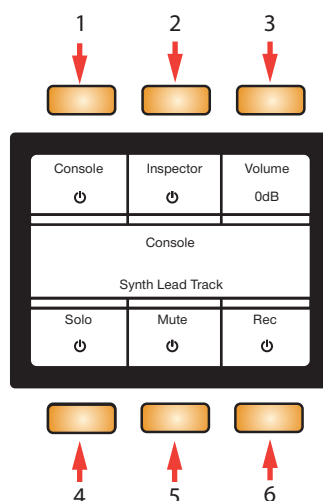 1 2 3
Console Inspector Volume
0dB
Console
Synth Lead Track
Solo Mute Rec
4 5 6